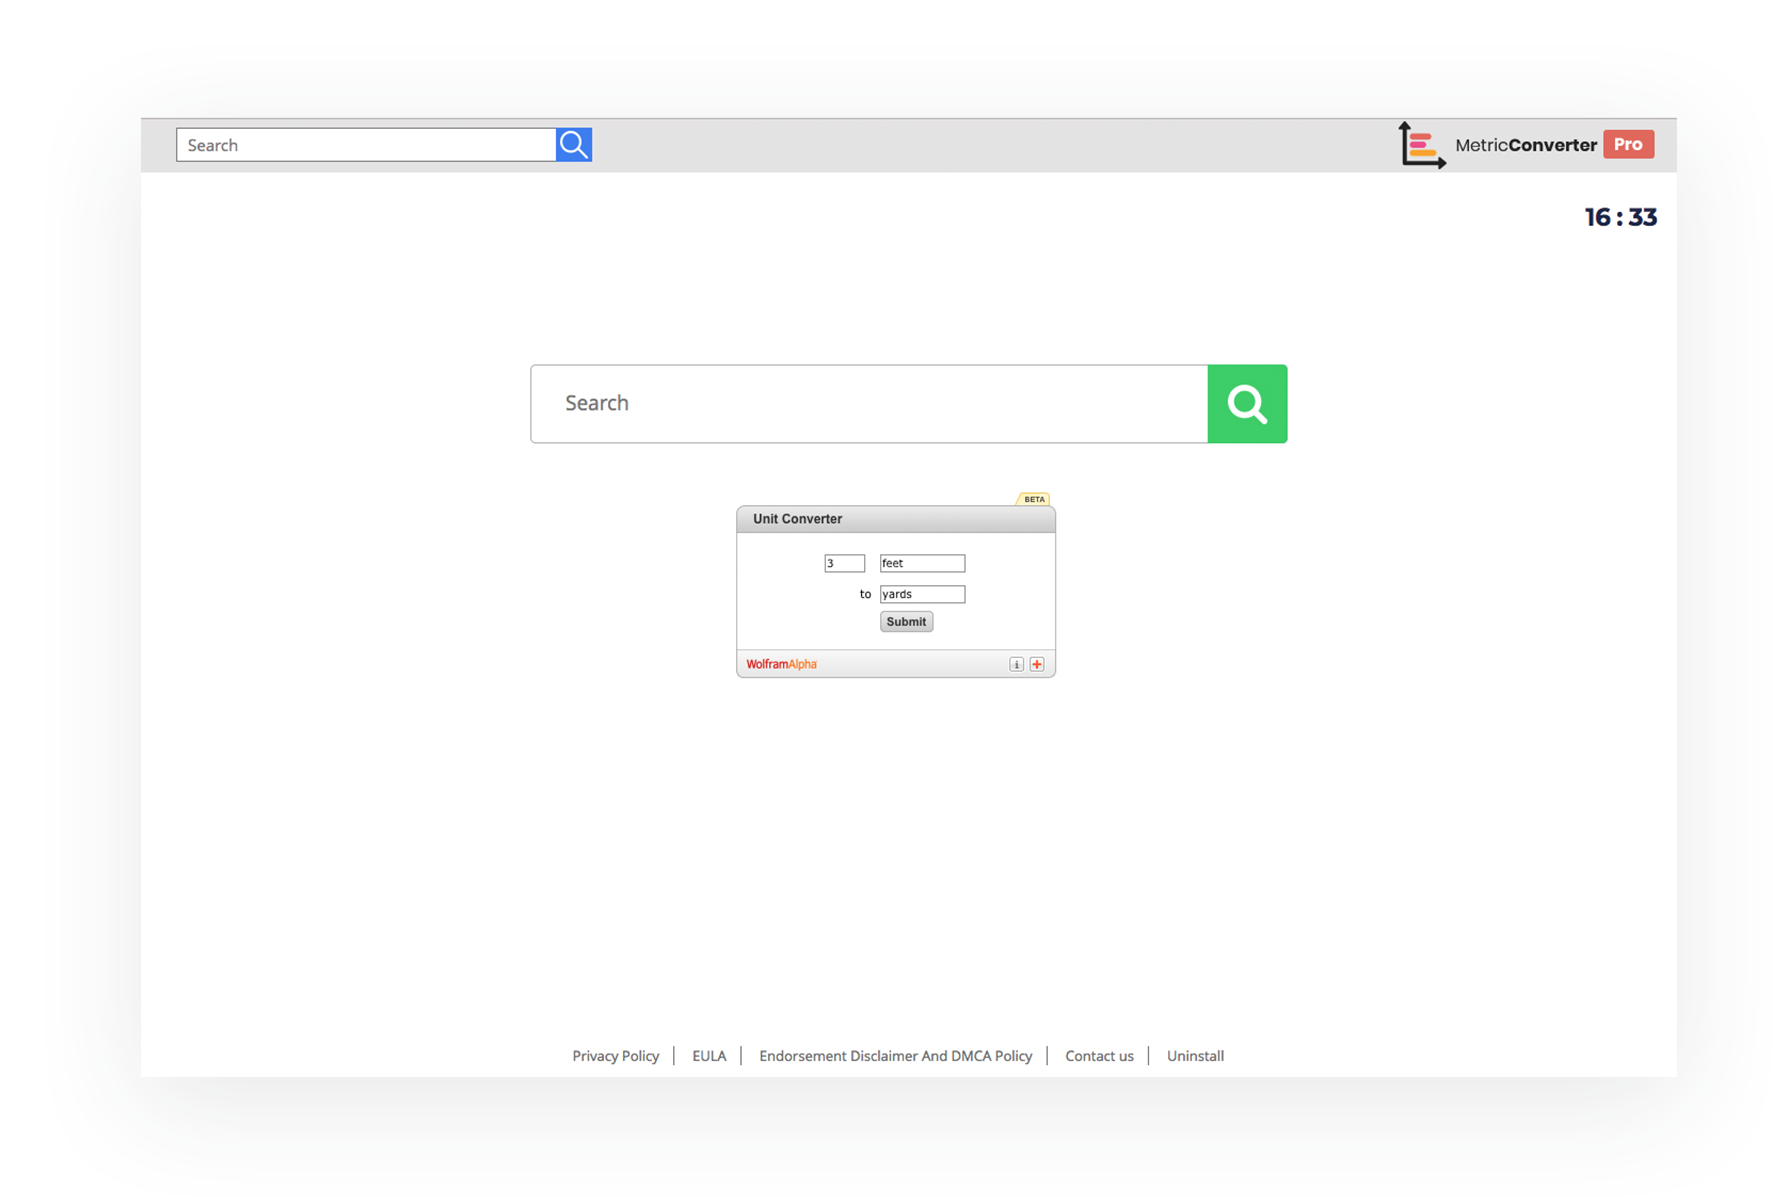 Search
MetricConverter Pro
16 : 33
Search
BETA
Unit Converter
3 feet
to yards
Submit
WolframAlpha
i
Privacy Policy | EULA | Endorsement Disclaimer And DMCA Policy | Contact us | Uninstall